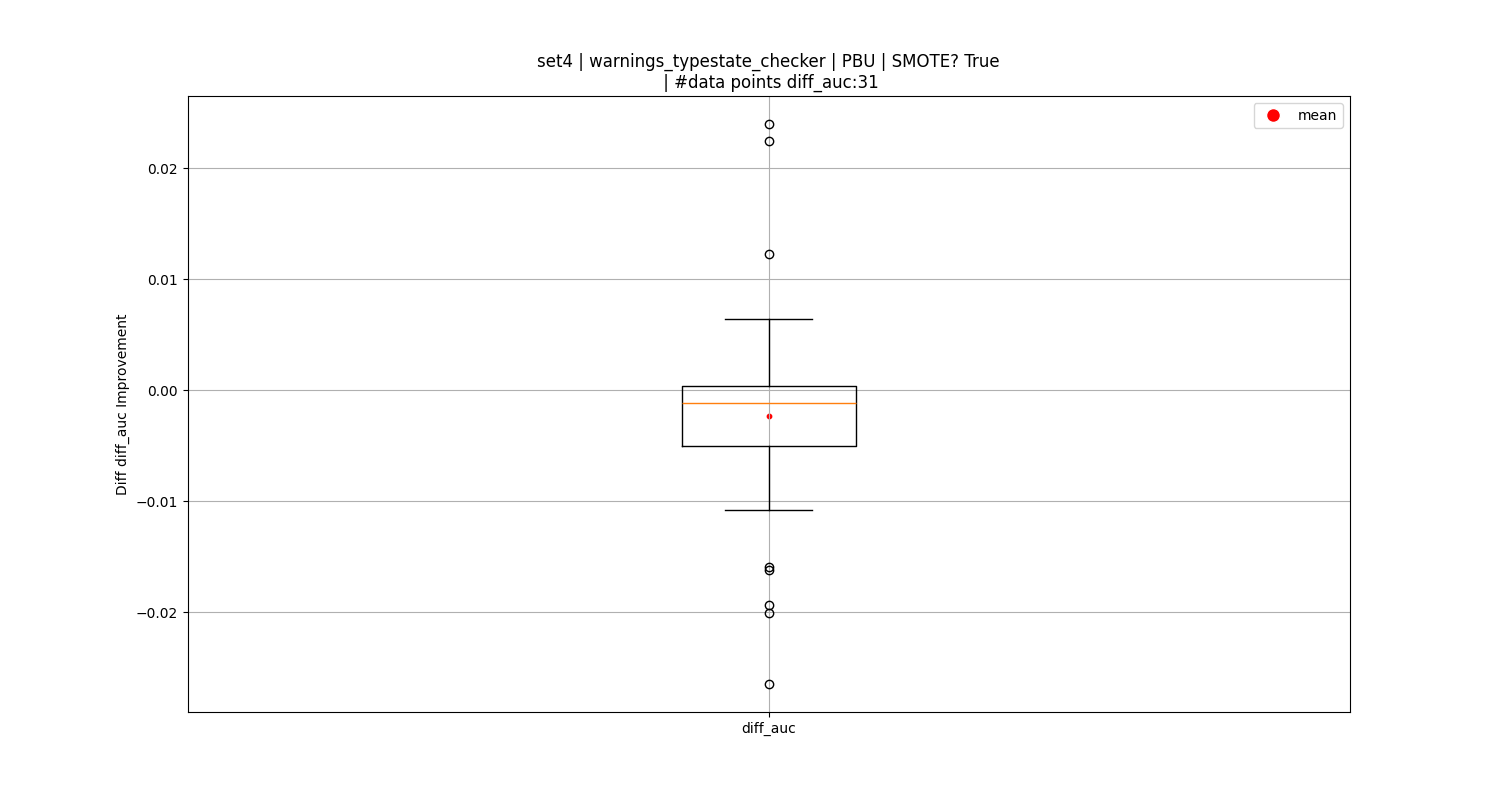 set4 | warnings_typestate_checker | PBU | SMOTE? True
| #data points diff_auc:31
mean
0.02
0.01
0.00
−0.01
−0.02
Diff diff_auc Improvement
diff_auc